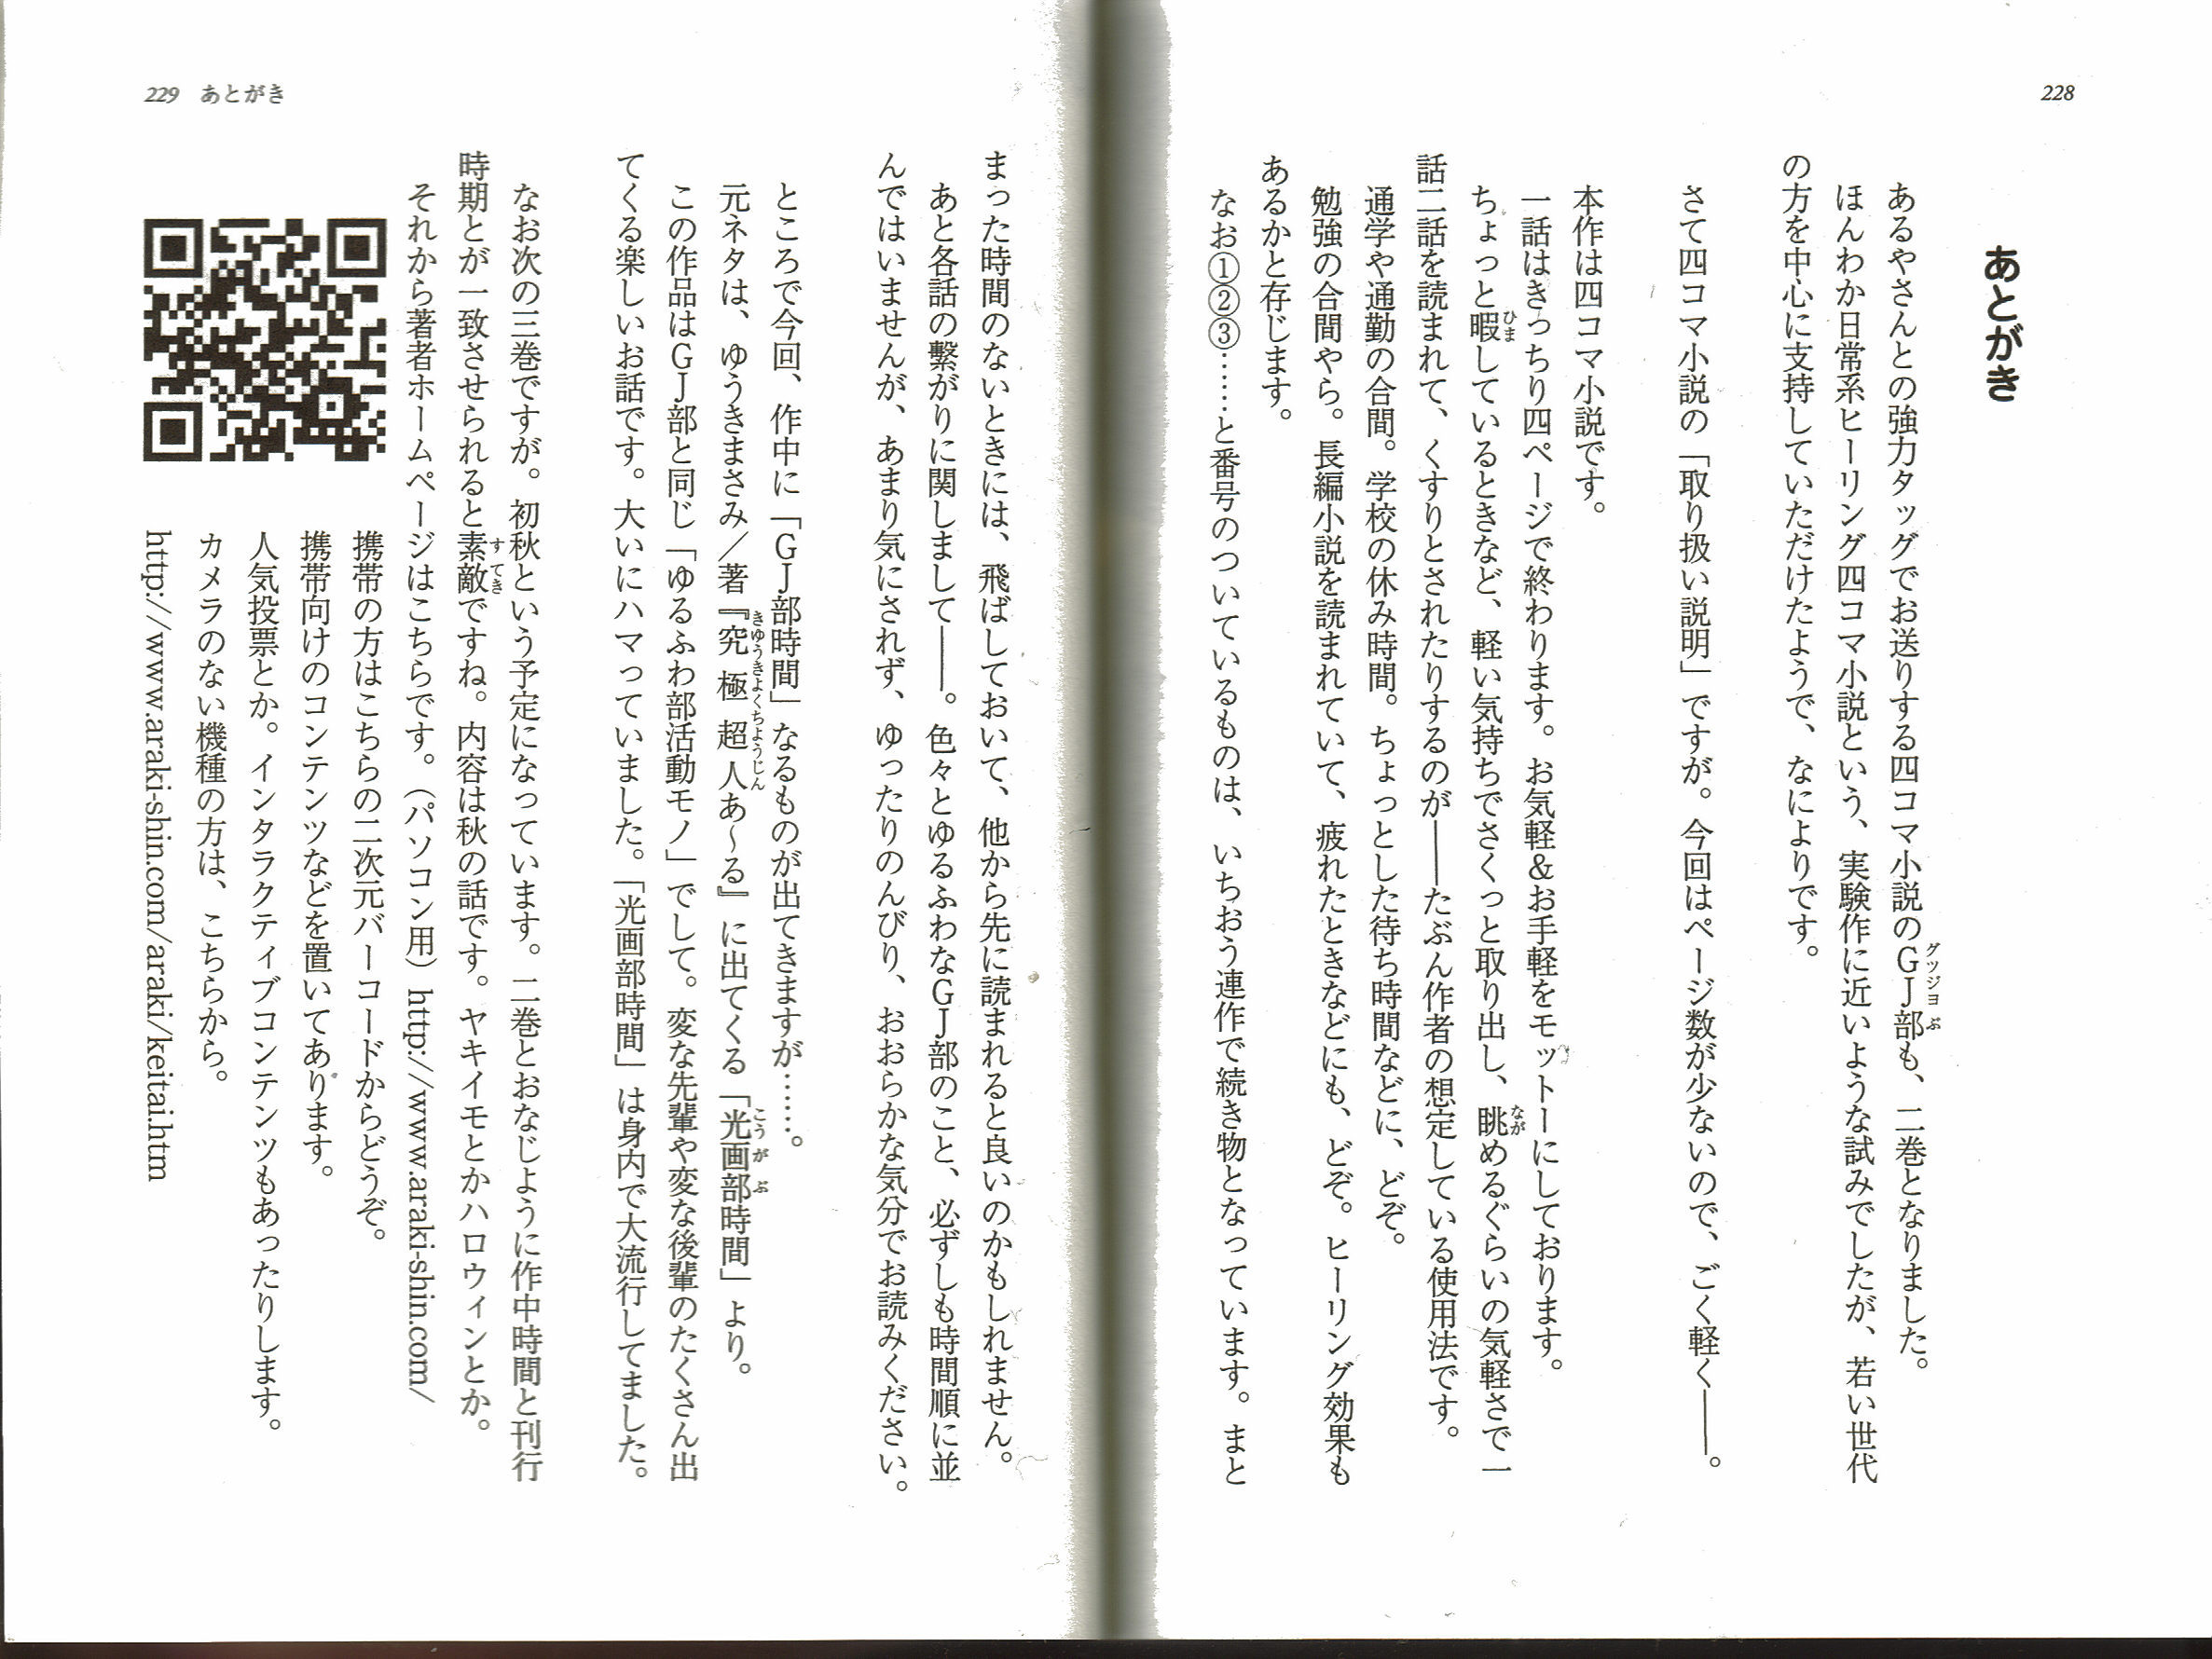 228
あとがき
あるやさんとの強力タッグでお送りする四コマ小説のGJ部も、二巻となりました。
ほんわか日常系ヒーリング四コマ小説という、実験作に近いような試みでしたが、若い世代
の方を中心に支持していただけたようで、なによりです。
さて四コマ小説の「取り扱い説明」ですが。今回はページ数が少ないので、ごく軽く――。
本作は四コマ小説です。
一話はきっちり四ページで終わります。お気軽&お手軽をモットーにしております。
ちょっと暇しているときなど、軽い気持ちでさくっと取り出し、眺めるぐらいの気軽さで一
話二話を読まれて、くすりとされたりするのが――たぶん作者の想定している使用法です。
通学や通勤の合間。学校の休み時間。ちょっとした待ち時間などに、どぞ。
勉強の合間やら。長編小説を読まれていて、疲れたときなどにも、どぞ。ヒーリング効果も
あるかと存じます。
なお①②③……と番号のついているものは、いちおう連作で続き物となっています。まと
まった時間のないときには、飛ばしておいて、他から先に読まれると良いのかもしれません。
あと各話の繋がりに関しまして――。色々とゆるふわなGJ部のこと、必ずしも時間順に並
んではいませんが、あまり気にされず、ゆったりのんびり、おおらかな気分でお読みください。
ところで今回、作中に「GJ部時間」なるものが出てきますが……。
元ネタは、ゆうきまさみ／著『究極超人あ～る』に出てくる「光画部時間」より。
この作品はGJ部と同じ「ゆるふわ部活動モノ」でして。変な先輩や変な後輩のたくさん出
てくる楽しいお話です。大いにハマっていました。「光画部時間」は身内で大流行してました。
なお次の三巻ですが。初秋という予定になっています。二巻とおなじように作中時間と刊行
時期とが一致させられると素敵ですね。内容は秋の話です。ヤキイモとかハロウィンとか。
それから著者ホームページはこちらです。（パソコン用）http://www.araki-shin.com/
携帯の方はこちらの二次元バーコードからどうぞ。
携帯向けのコンテンツなどを置いてあります。
人気投票とか。インタラクティブコンテンツもあったりします。
カメラのない機種の方は、こちらから。
http://www.araki-shin.com/araki/keitai.htm
229 あとがき